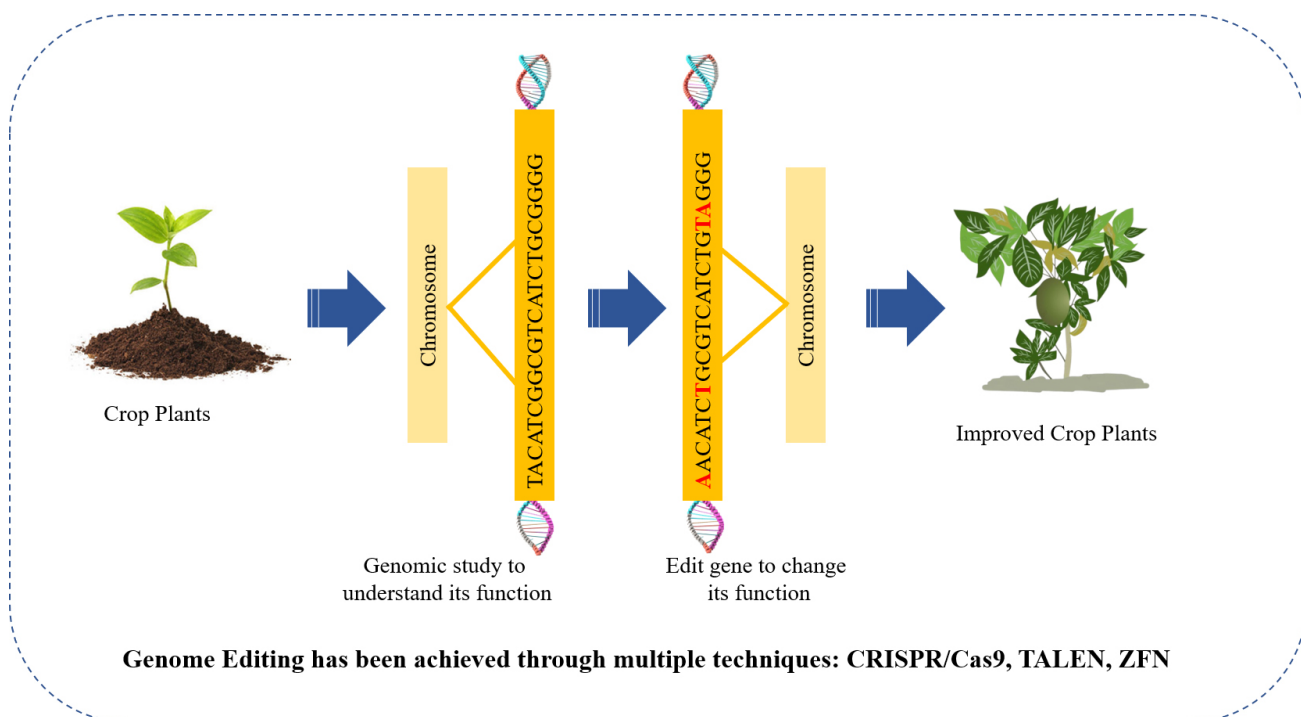 Crop Plants
Chromosome
TACATCGGCGTCATCTGCGGGG
Genomic study to
understand its function
AACATCTGCGTCATCTGTAGGG
Edit gene to change
its function
Chromosome
Improved Crop Plants
Genome Editing has been achieved through multiple techniques: CRISPR/Cas9, TALEN, ZFN